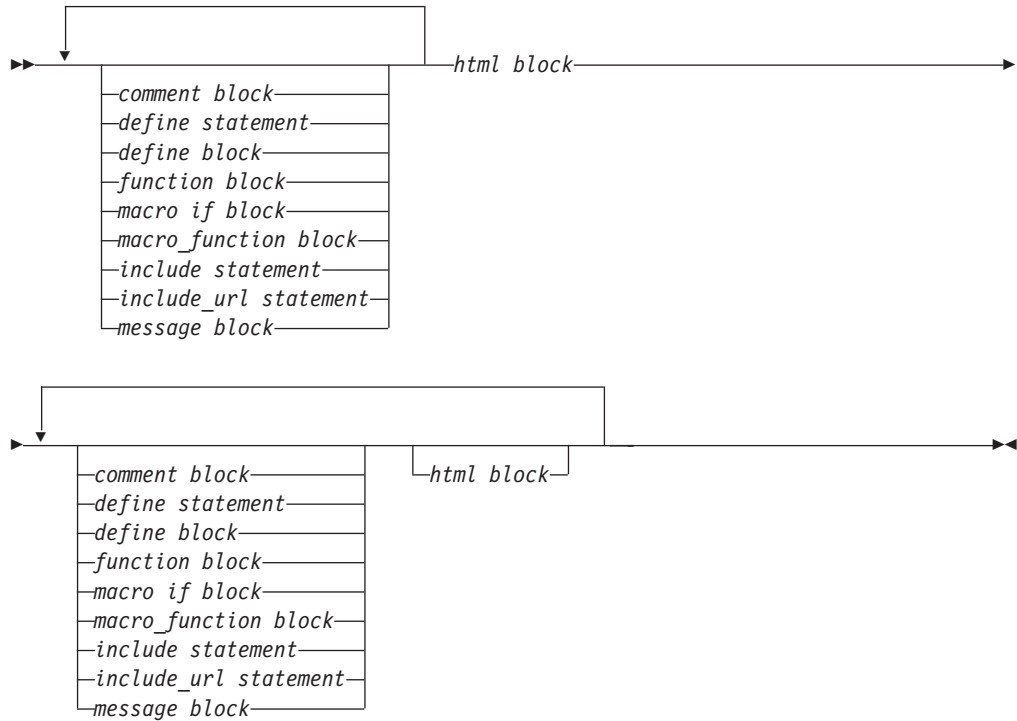 html block
comment block
define statement
define block
function block
macro if block
macro_function block
include statement
include_url statement
message block
comment block
html block
define statement
define block
function block
macro if block
macro_function block
include statement
include_url statement
message block